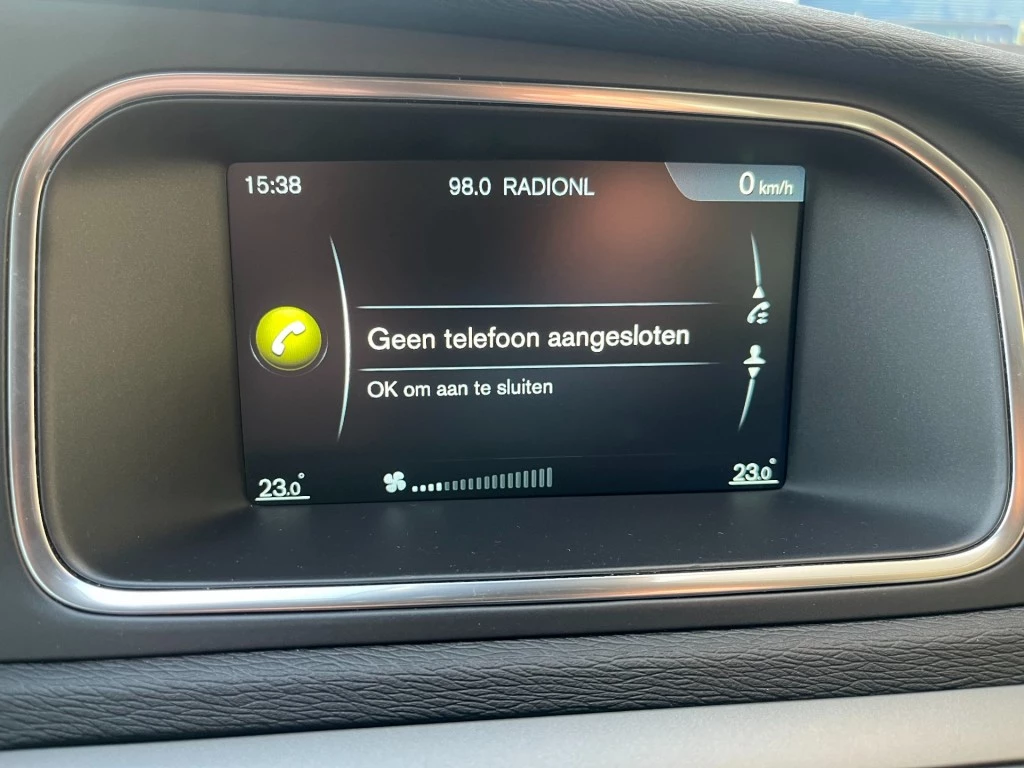 15:38
98.0 RADIONL
0 km/h
Geen telefoon aangesloten
OK om aan te sluiten
23.0°
23.0°